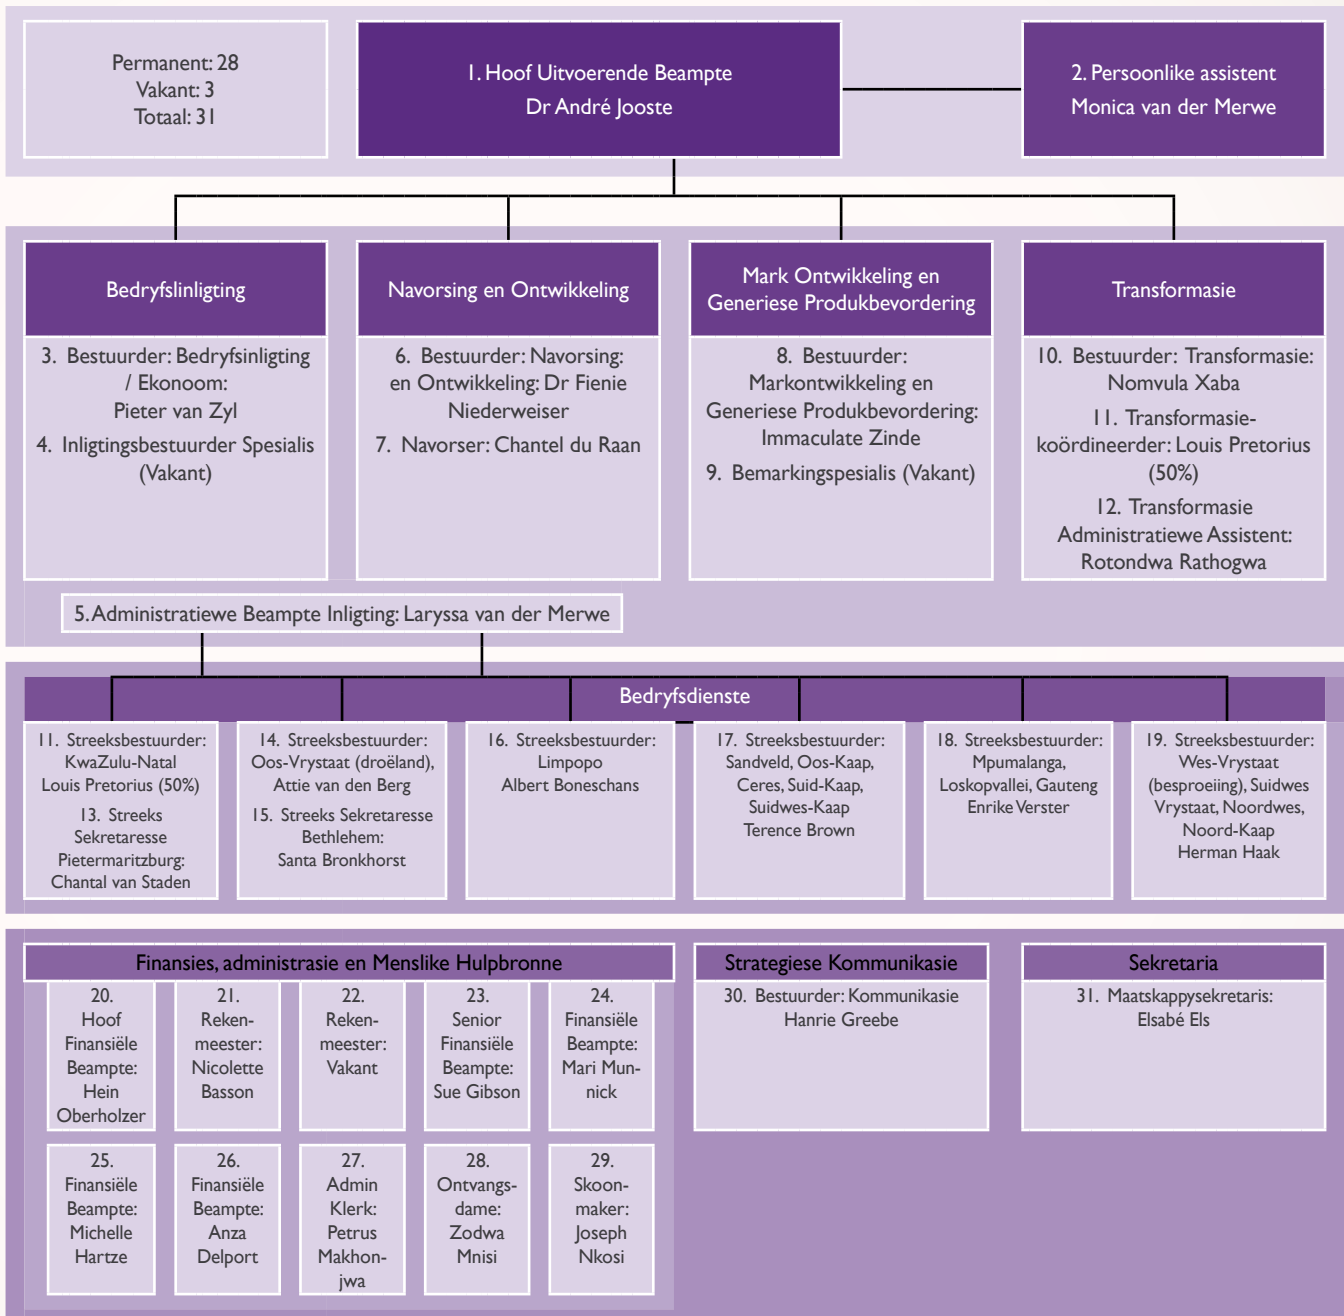 Permanent: 28
Vakant: 3
Totaal: 31
1. Hoof Uitvoerende Beampte
Dr André Jooste
2. Persoonlike assistent
Monica van der Merwe
Bedryfslinligting
Navorsing en Ontwikkeling
Mark Ontwikkeling en
Generiese Produkbevordering
Transformasie
3. Bestuurder: Bedryfsinligting
/ Ekonoom:
Pieter van Zyl
4. Inligtingsbestuurder Spesialis
(Vakant)
6. Bestuurder: Navorsing:
en Ontwikkeling: Dr Fienie
Niederweiser
7. Navorser: Chantel du Raan
8. Bestuurder:
Markontwikkeling en
Generiese Produkbevordering:
Immaculate Zinde
9. Bemarkingspesialis (Vakant)
10. Bestuurder: Transformasie:
Nomvula Xaba
11. Transformasie-
koördineerder: Louis Pretorius
(50%)
12. Transformasie
Administratiewe Assistent:
Rotondwa Rathogwa
5. Administratiewe Beampte Inligting: Laryssa van der Merwe
Bedryfsdienste
11. Streeksbestuurder:
KwaZulu-Natal
Louis Pretorius (50%)
13. Streeks
Sekretaresse
Pietermaritzburg:
Chantal van Staden
14. Streeksbestuurder:
Oos-Vrystaat (droëland),
Attie van den Berg
15. Streeks Sekretaresse
Bethlehem:
Santa Bronkhorst
16. Streeksbestuurder:
Limpopo
Albert Boneschans
17. Streeksbestuurder:
Sandveld, Oos-Kaap,
Ceres, Suid-Kaap,
Suidwes-Kaap
Terence Brown
18. Streeksbestuurder:
Mpumalanga,
Loskopvallei, Gauteng
Enrike Verster
19. Streeksbestuurder:
Wes-Vrystaat
(besproeiing), Suidwes
Vrystaat, Noordwes,
Noord-Kaap
Herman Haak
Finansies, administrasie en Menslike Hulpbronne
20.
Hoof
Finansiële
Beampte:
Hein
Oberholzer
21.
Reken-
meester:
Nicolette
Basson
22.
Reken-
meester:
Vakant
23.
Senior
Finansiële
Beampte:
Sue Gibson
24.
Finansiële
Beampte:
Mari Mun-
nick
25.
Finansiële
Beampte:
Michelle
Hartze
26.
Finansiële
Beampte:
Anza
Delport
27.
Admin
Klerk:
Petrus
Makhon-
jwa
28.
Ontvangs-
dame:
Zodwa
Mnisi
29.
Skoon-
maker:
Joseph
Nkosi
Strategiese Kommunikasie
30. Bestuurder: Kommunikasie
Hanrie Greebe
Sekretaria
31. Maatskappysekretaris:
Elsabé Els